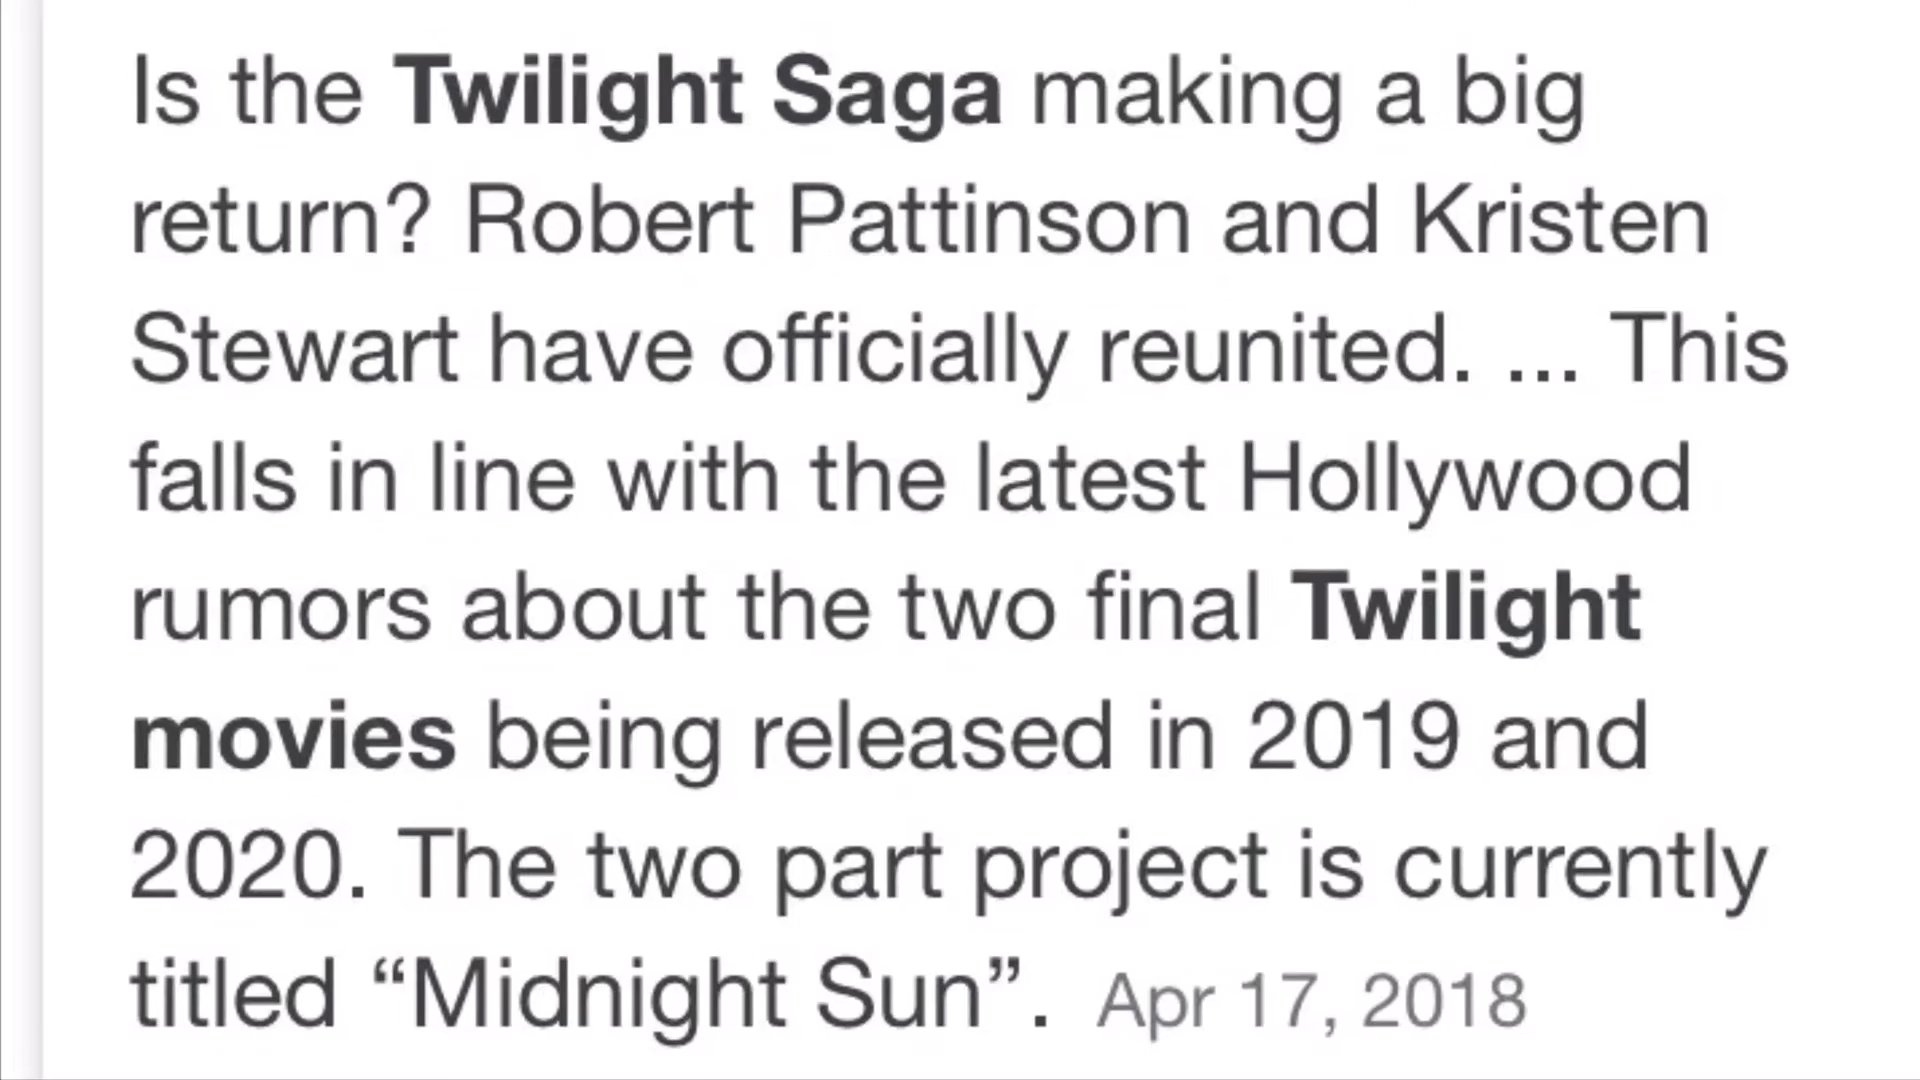 Is the Twilight Saga making a big
return? Robert Pattinson and Kristen
Stewart have officially reunited. ... This
falls in line with the latest Hollywood
rumors about the two final Twilight
movies being released in 2019 and
2020. The two part project is currently
titled “Midnight Sun”. Apr 17, 2018